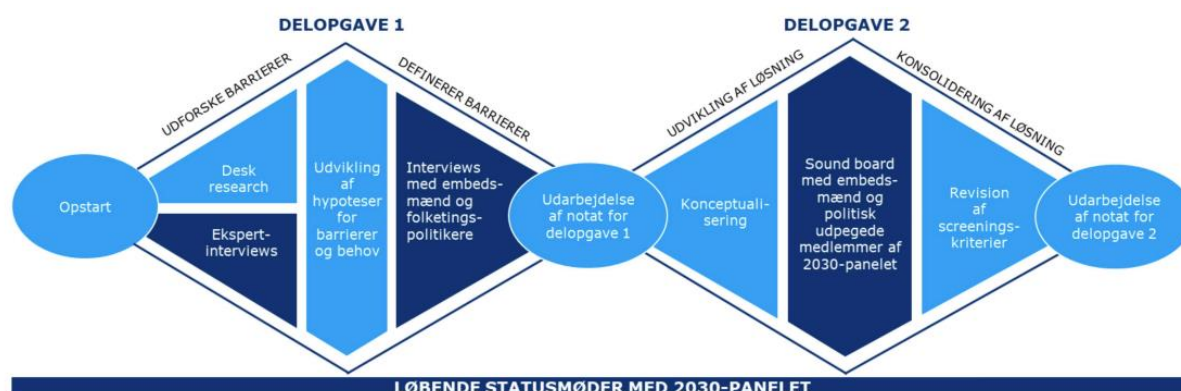 DELOPGAVE 1
UDFORSKE BARRIERER
DEFINERER BARRIERER
Opstart
Desk
research
Ekspert-
interviews
Udvikling
af
hypoteser
for
barrierer
og behov
Interviews
med embeds-
mænd og
folketings-
politikere
Udarbejdelse
af notat for
delopgave 1
DELOPGAVE 2
UDVIKLING AF LØSNING
KONSOLIDERING AF LØSNING
Konceptuali-
sering
Sound board
med embeds-
mænd og
politisk
udpegede
medlemmer af
2030-panelet
Revision
af
screenings-
kriterier
Udarbejdelse
af notat for
delopgave 2
LØBENDE STATUSMØDER MED 2030-PANELET